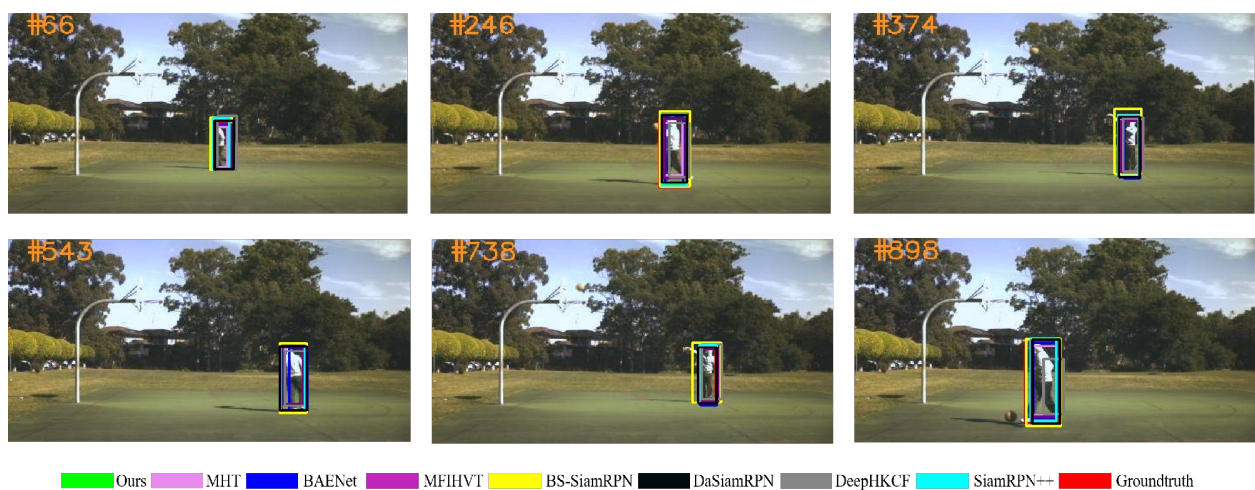 #66 #246 #374
#543 #738 #898
Ours MHT BAENet MFIHVT BS-SiamRPN DaSiamRPN DeepHKCF SiamRPN++ Groundtruth